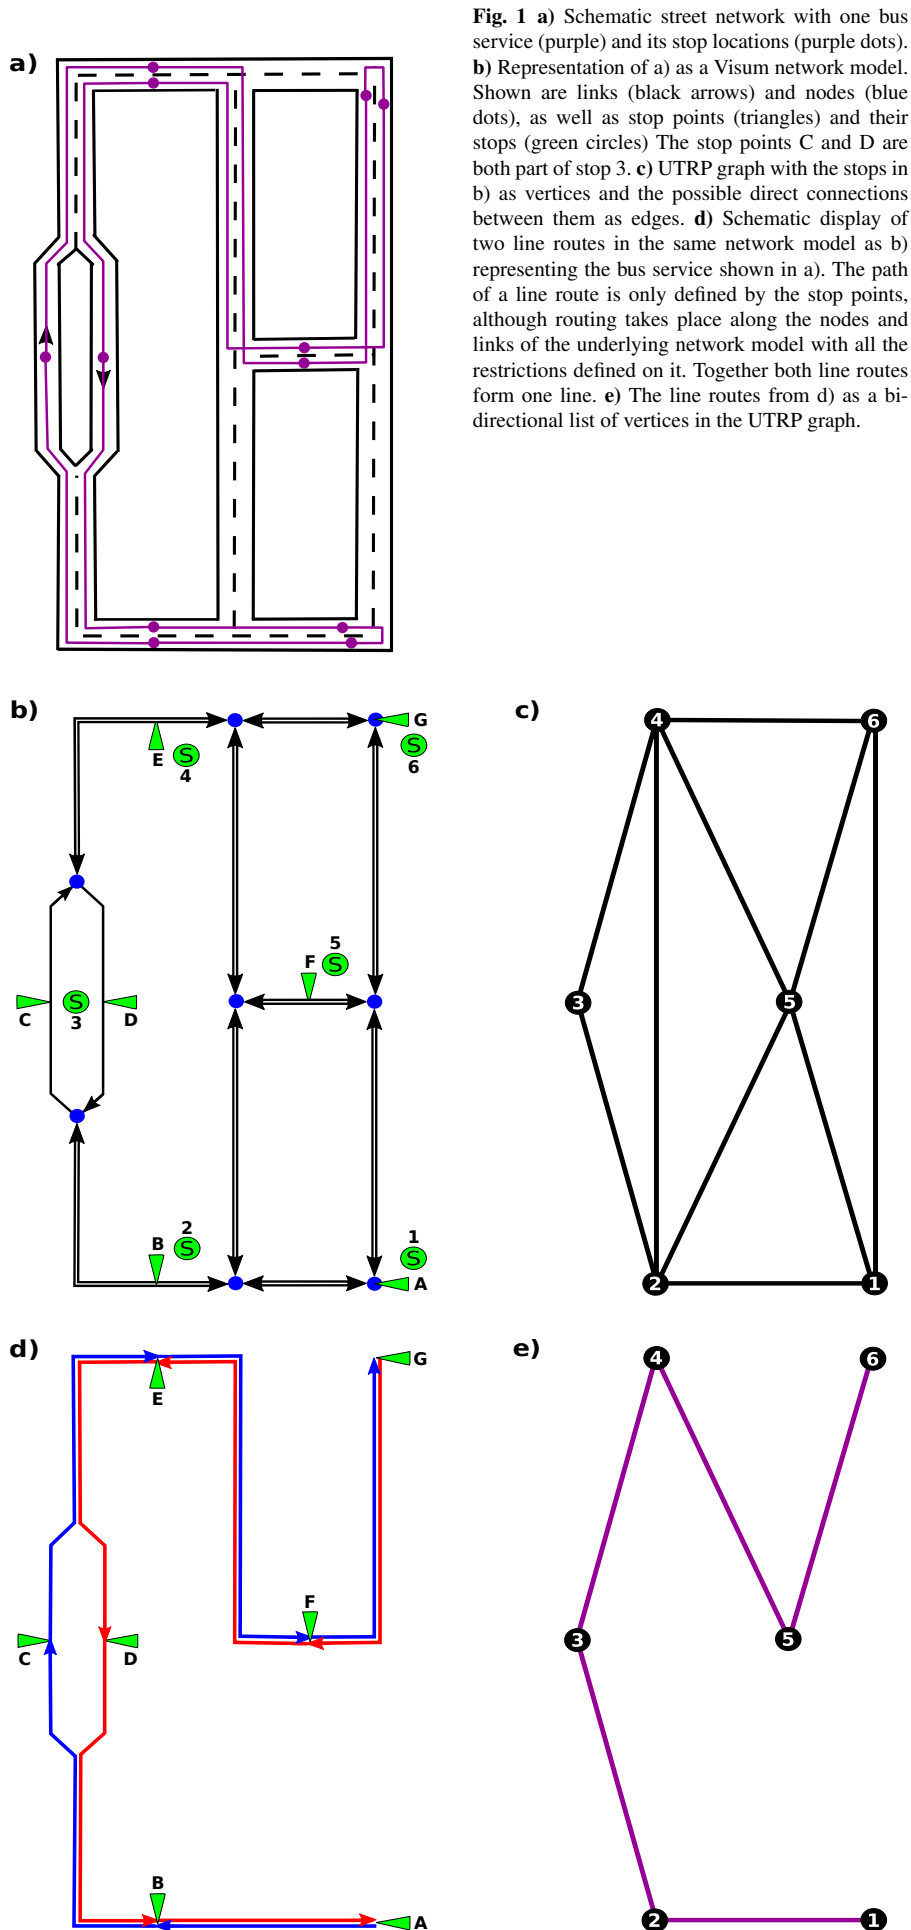 Fig. 1 a) Schematic street network with one bus
service (purple) and its stop locations (purple dots).
b) Representation of a) as a Visum network model.
Shown are links (black arrows) and nodes (blue
dots), as well as stop points (triangles) and their
stops (green circles) The stop points C and D are
both part of stop 3. c) UTRP graph with the stops in
b) as vertices and the possible direct connections
between them as edges. d) Schematic display of
two line routes in the same network model as b)
representing the bus service shown in a). The path
of a line route is only defined by the stop points,
although routing takes place along the nodes and
links of the underlying network model with all the
restrictions defined on it. Together both line routes
form one line. e) The line routes from d) as a bi-
directional list of vertices in the UTRP graph.
a)
b)
G
E
S
4
S
6
5
F
S
C
S
3
D
2
B
S
1
S
A
c)
4
6
3
5
2
1
d)
G
E
F
C
D
B
A
e)
4
6
3
5
2
1